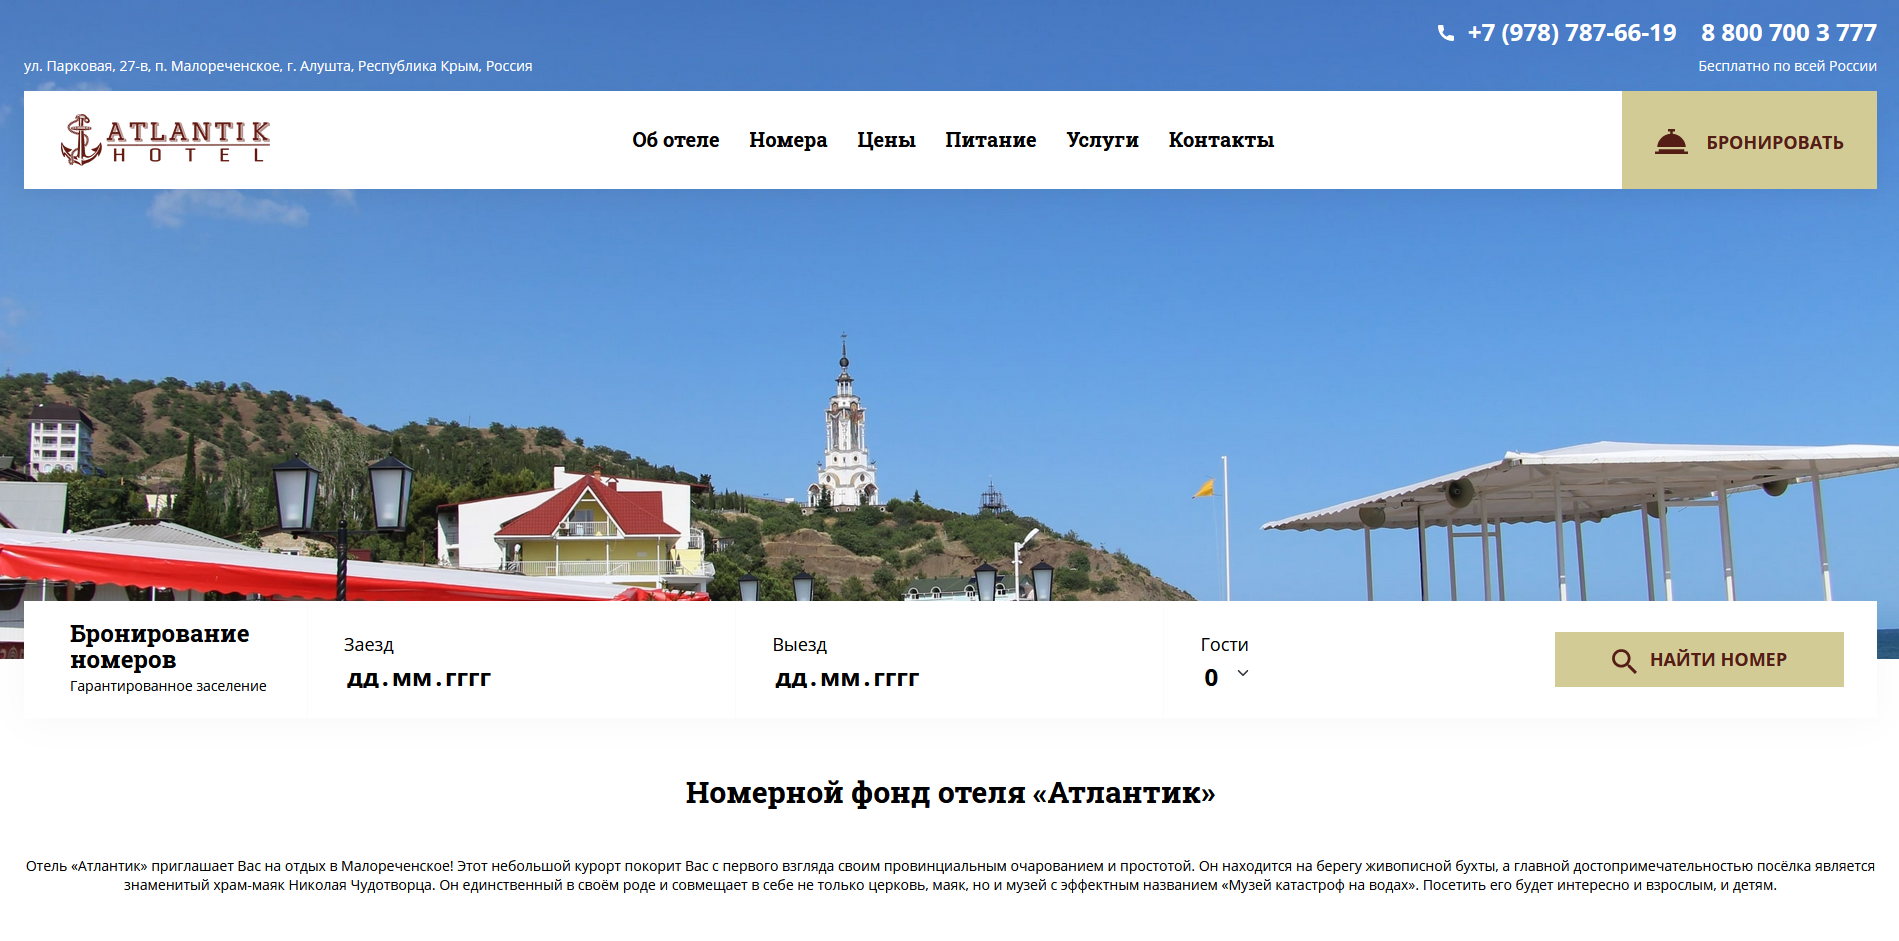 +7 (978) 787-66-19 8 800 700 3 777
ул. Парковая, 27-в, п. Малореченское, г. Алушта, Республика Крым, Россия
Бесплатно по всей России
ATLANTIK
HOTEL
Об отеле Номера Цены Питание Услуги Контакты
БРОНИРОВАТЬ
Бронирование
номеров
Гарантированное заселение
Заезд
дд.мм.гггг
Выезд
дд.мм.гггг
Гости
0
НАЙТИ НОМЕР
Номерной фонд отеля «Атлантик»
Отель «Атлантик» приглашает Вас на отдых в Малореченское! Этот небольшой курорт покорит Вас с первого взгляда своим провинциальным очарованием и простотой. Он находится на берегу живописной бухты, а главной достопримечательностью посёлка является
знаменитый храм-маяк Николая Чудотворца. Он единственный в своём роде и совмещает в себе не только церковь, маяк, но и музей с эффектным названием «Музей катастроф на водах». Посетить его будет интересно и взрослым, и детям.